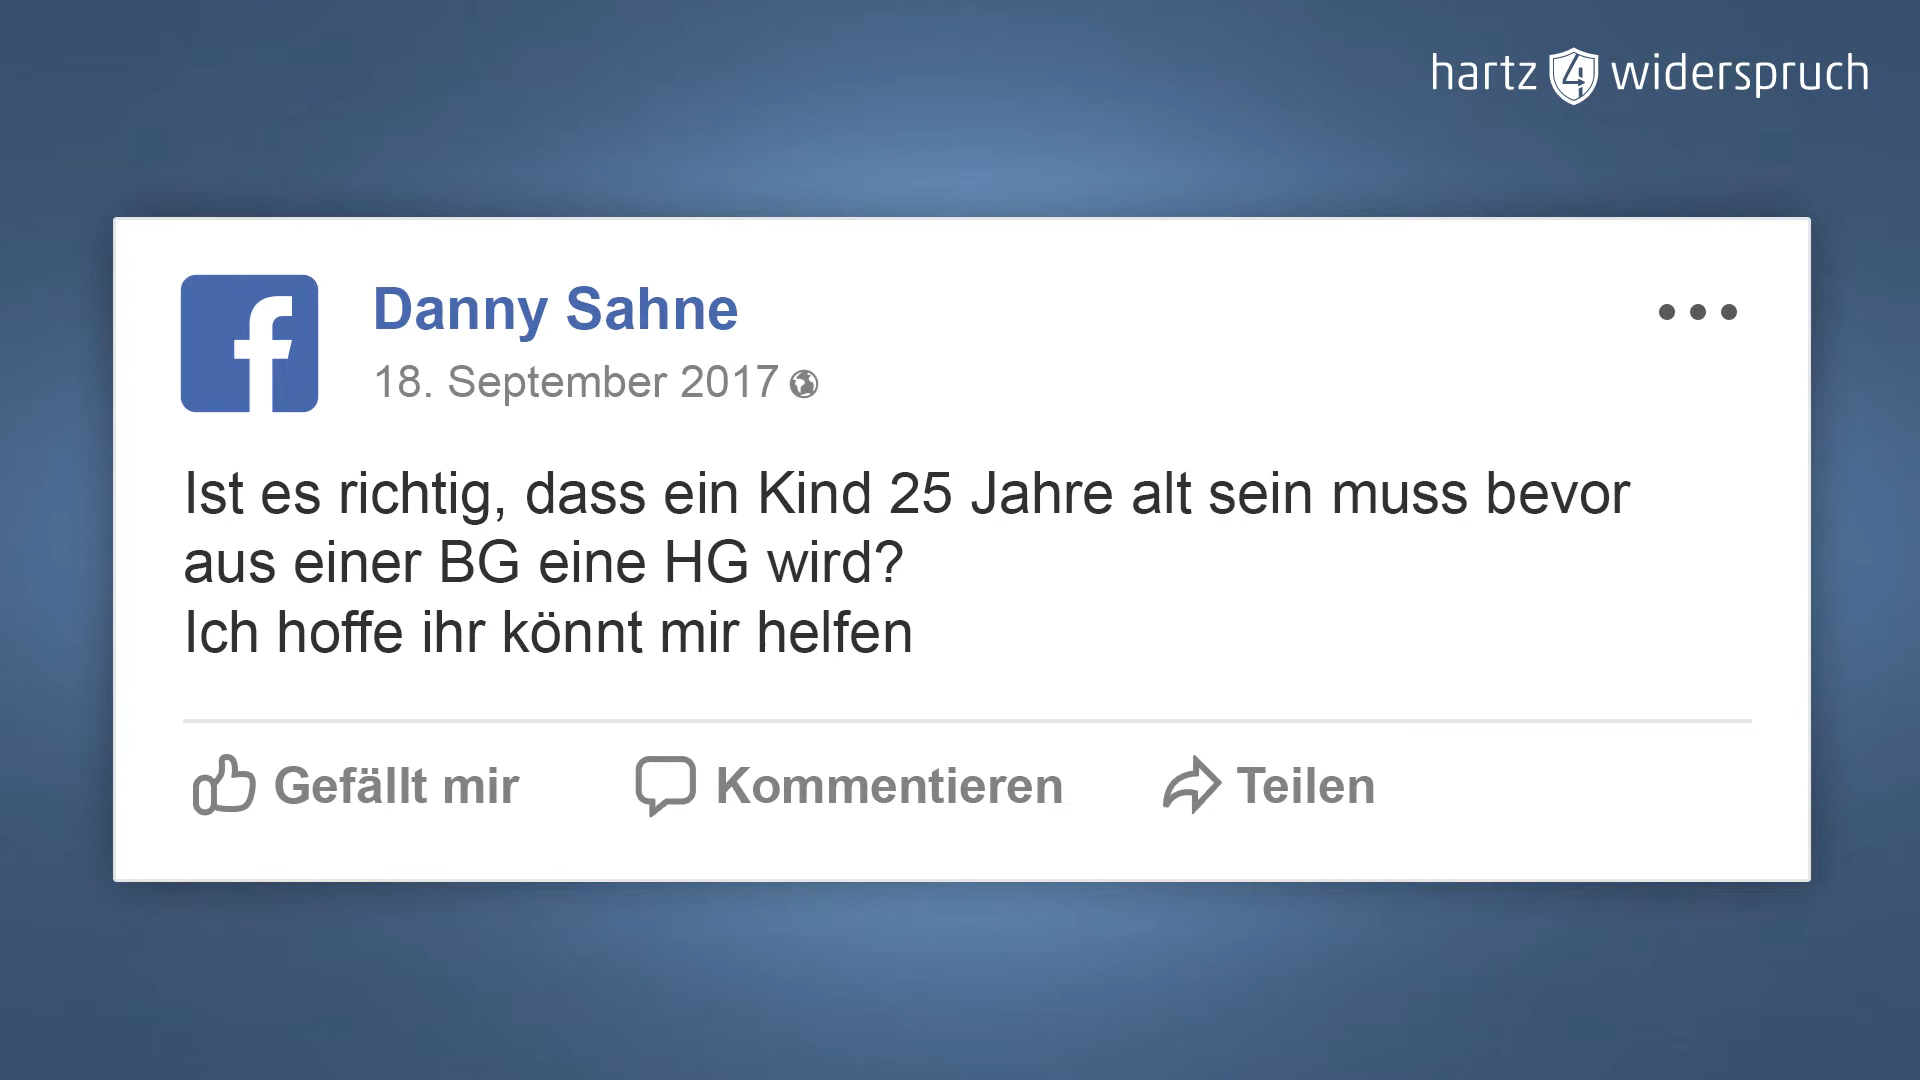 hartz 4 widerspruch
Danny Sahne
18. September 2017
Ist es richtig, dass ein Kind 25 Jahre alt sein muss bevor
aus einer BG eine HG wird?
Ich hoffe ihr könnt mir helfen
Gefällt mir
Kommentieren
Teilen